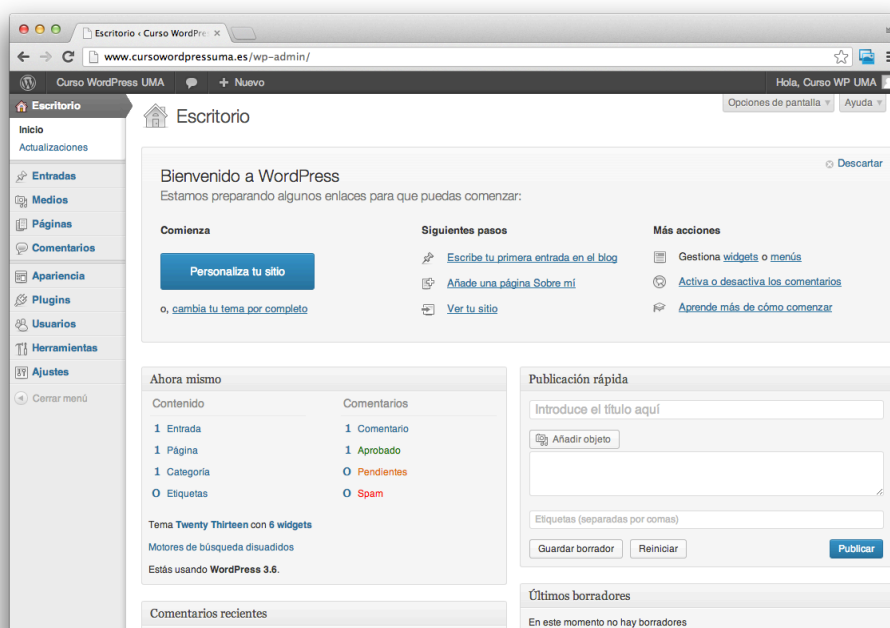 Escritorio ‹ Curso WordPre
www.cursowordpressuma.es/wp-admin/
Curso WordPress UMA + Nuevo Hola, Curso WP UMA
Escritorio
Inicio
Actualizaciones
Entradas
Medios
Páginas
Comentarios
Apariencia
Plugins
Usuarios
Herramientas
Ajustes
Cerrar menú
Opciones de pantalla Ayuda
Escritorio
Descartar
Bienvenido a WordPress
Estamos preparando algunos enlaces para que puedas comenzar:
Comienza
Personaliza tu sitio
o, cambia tu tema por completo
Siguientes pasos
Escribe tu primera entrada en el blog
Añade una página Sobre mí
Ver tu sitio
Más acciones
Gestiona widgets o menús
Activa o desactiva los comentarios
Aprende más de cómo comenzar
Ahora mismo
Contenido
1 Entrada
1 Página
1 Categoría
0 Etiquetas
Comentarios
1 Comentario
1 Aprobado
0 Pendientes
0 Spam
Tema Twenty Thirteen con 6 widgets
Motores de búsqueda disuadidos
Estás usando WordPress 3.6.
Comentarios recientes
Publicación rápida
Introduce el título aquí
Añadir objeto
Etiquetas (separadas por comas)
Guardar borrador Reiniciar Publicar
Últimos borradores
En este momento no hay borradores